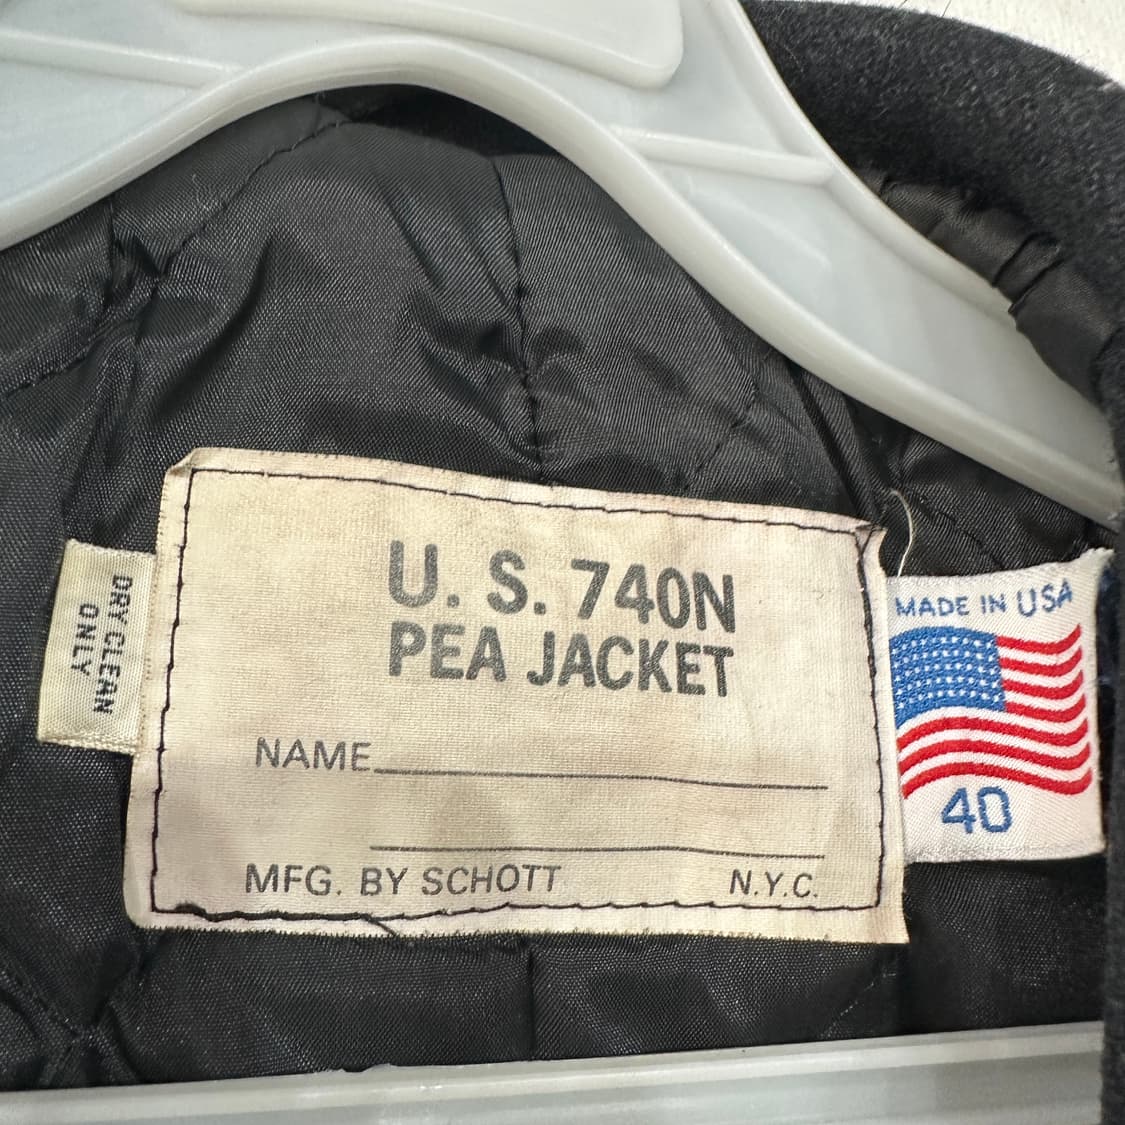 U. S. 740N
PEA JACKET
NAME
MFG. BY SCHOTT N.Y.C.
DRY CLEAN
ONLY
MADE IN USA
40